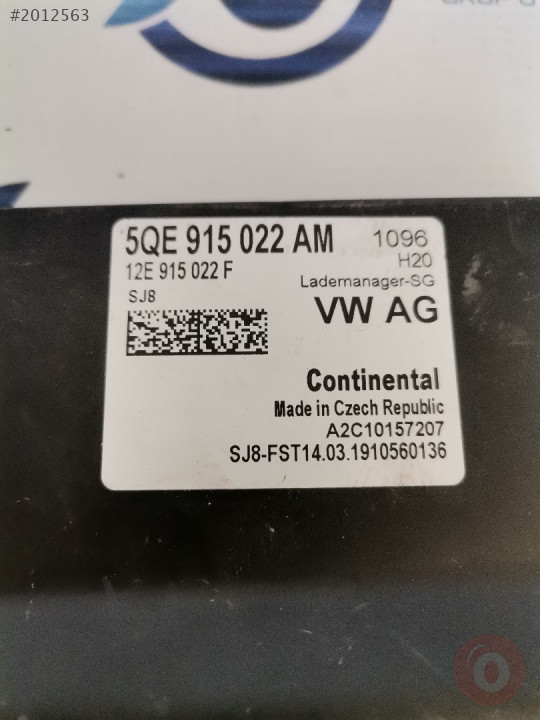 #2012563
5QE 915 022 AM 1096
12E 915 022 F H20
SJ8 Lademanager-SG
VW AG
Continental
Made in Czech Republic
A2C10157207
SJ8-FST14.03.1910560136